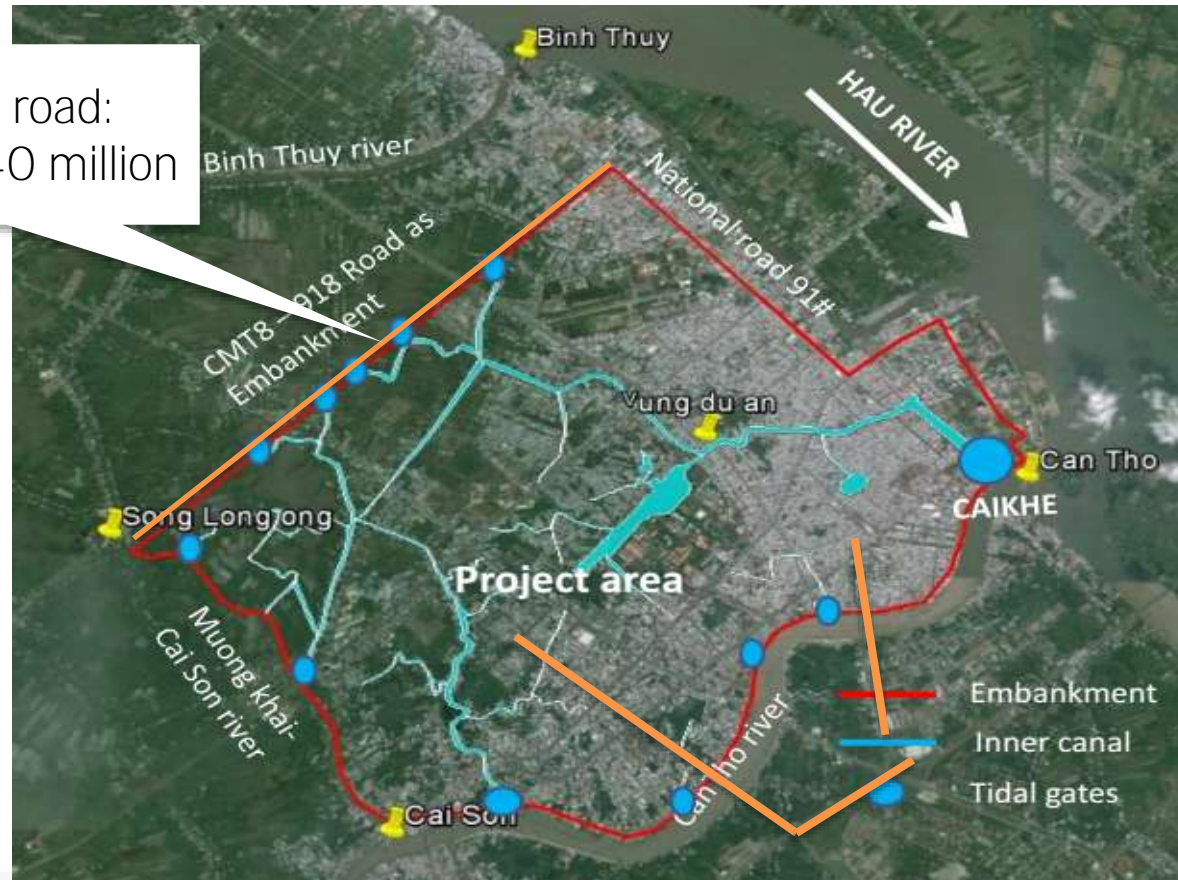 Binh Thuy
road:
40 million
Binh Thuy river
HAU RIVER
National road 91#
CMT8 – 918 Road as
Embankment
Vung du an
Can Tho
CAIKHE
Song Long ong
Project area
Muong khai-
Cai Son river
Can Tho river
Cai Son
Embankment
Inner canal
Tidal gates